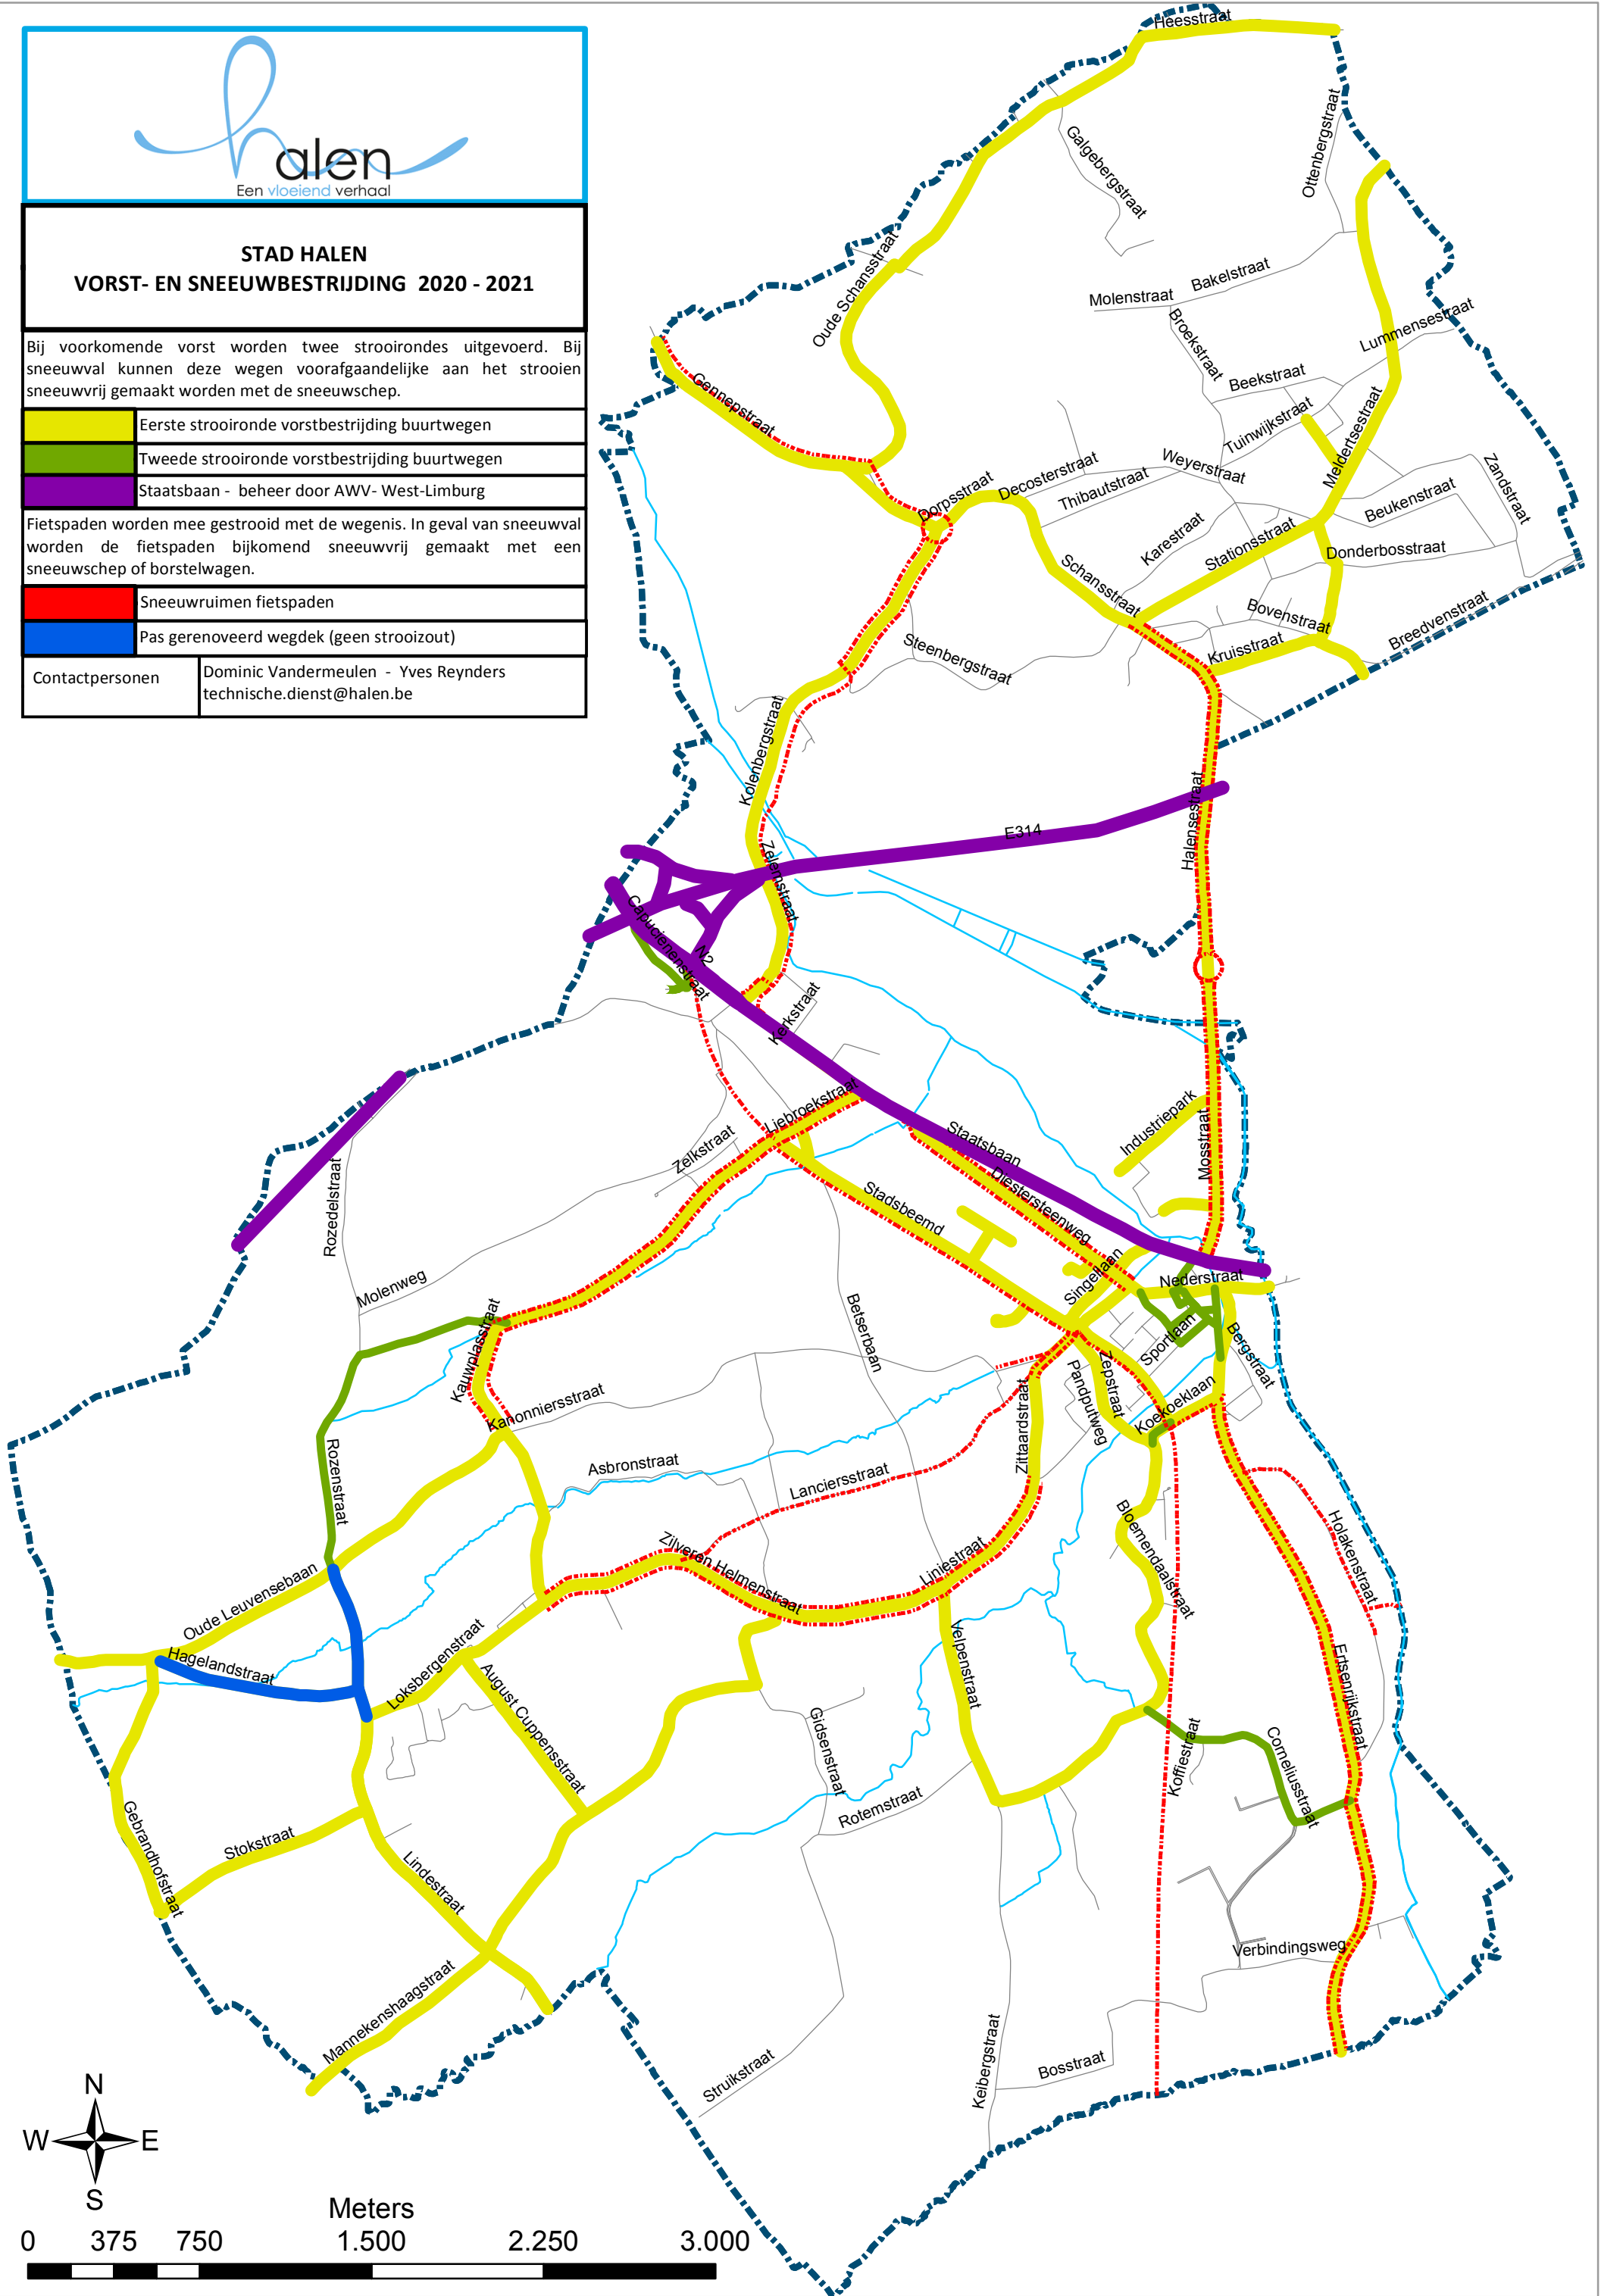 halen
Een vloeiend verhaal
STAD HALEN
VORST- EN SNEEUWBESTRIJDING 2020 - 2021
Bij voorkomende vorst worden twee strooirondes uitgevoerd. Bij
sneeuwval kunnen deze wegen voorafgaandelijke aan het strooien
sneeuwvrij gemaakt worden met de sneeuwschep.
Eerste strooironde vorstbestrijding buurtwegen
Tweede strooironde vorstbestrijding buurtwegen
Staatsbaan - beheer door AWV- West-Limburg
Fietspaden worden mee gestrooid met de wegenis. In geval van sneeuwval
worden de fietspaden bijkomend sneeuwvrij gemaakt met een
sneeuwschep of borstelwagen.
Sneeuwruimen fietspaden
Pas gerenoveerd wegdek (geen strooizout)
Contactpersonen
Dominic Vandermeulen - Yves Reynders
technische.dienst@halen.be
Heesstraat
Galgebergstraat
Ottenbergstraat
Oude Schansstraat
Bakelstraat
Molenstraat
Broekstraat
Lummensestraat
Beekstraat
Gennepstraat
Tuinwijkstraat
Meldertsestraat
Dorpsstraat
Decosterstraat
Weyerstraat
Thibautstraat
Zandstraat
Beukenstraat
Karestraat
Stationsstraat
Donderbosstraat
Schansstraat
Bovenstraat
Breedvenstraat
Steenbergstraat
Kruisstraat
Kolenbergstraat
Halensestraat
E314
Zelemstraat
Capucienenstraat
N2
Kerkstraat
Liebroekstraat
Industriepark
Mosstraat
Staatsbaan
Zelkstraat
Diestersteenweg
Rozedelstraat
Stadsbeemd
Molenweg
Singellaan
Nederstraat
Betserbaan
Sportlaan
Bergstraat
Kauwplasstraat
Zepstraat
Pandputweg
Koekoeklaan
Kanonniersstraat
Zittaardstraat
Rozenstraat
Asbronstraat
Lanciersstraat
Bloemendaalstraat
Holakenstraat
Zilveren Helmenstraat
Liniestraat
Oude Leuvensebaan
Hagelandstraat
Loksbergenstraat
Velpenstraat
Ertsenrijkstraat
August Cuppensstraat
Gidsenstraat
Koffiestraat
Corneliusstraat
Rotemstraat
Gebrandhofstraat
Stokstraat
Lindestraat
Verbindingsweg
Mannekenshaagstraat
Struikstraat
Keibergstraat
Bosstraat
N
W E
S
Meters
0 375 750 1.500 2.250 3.000